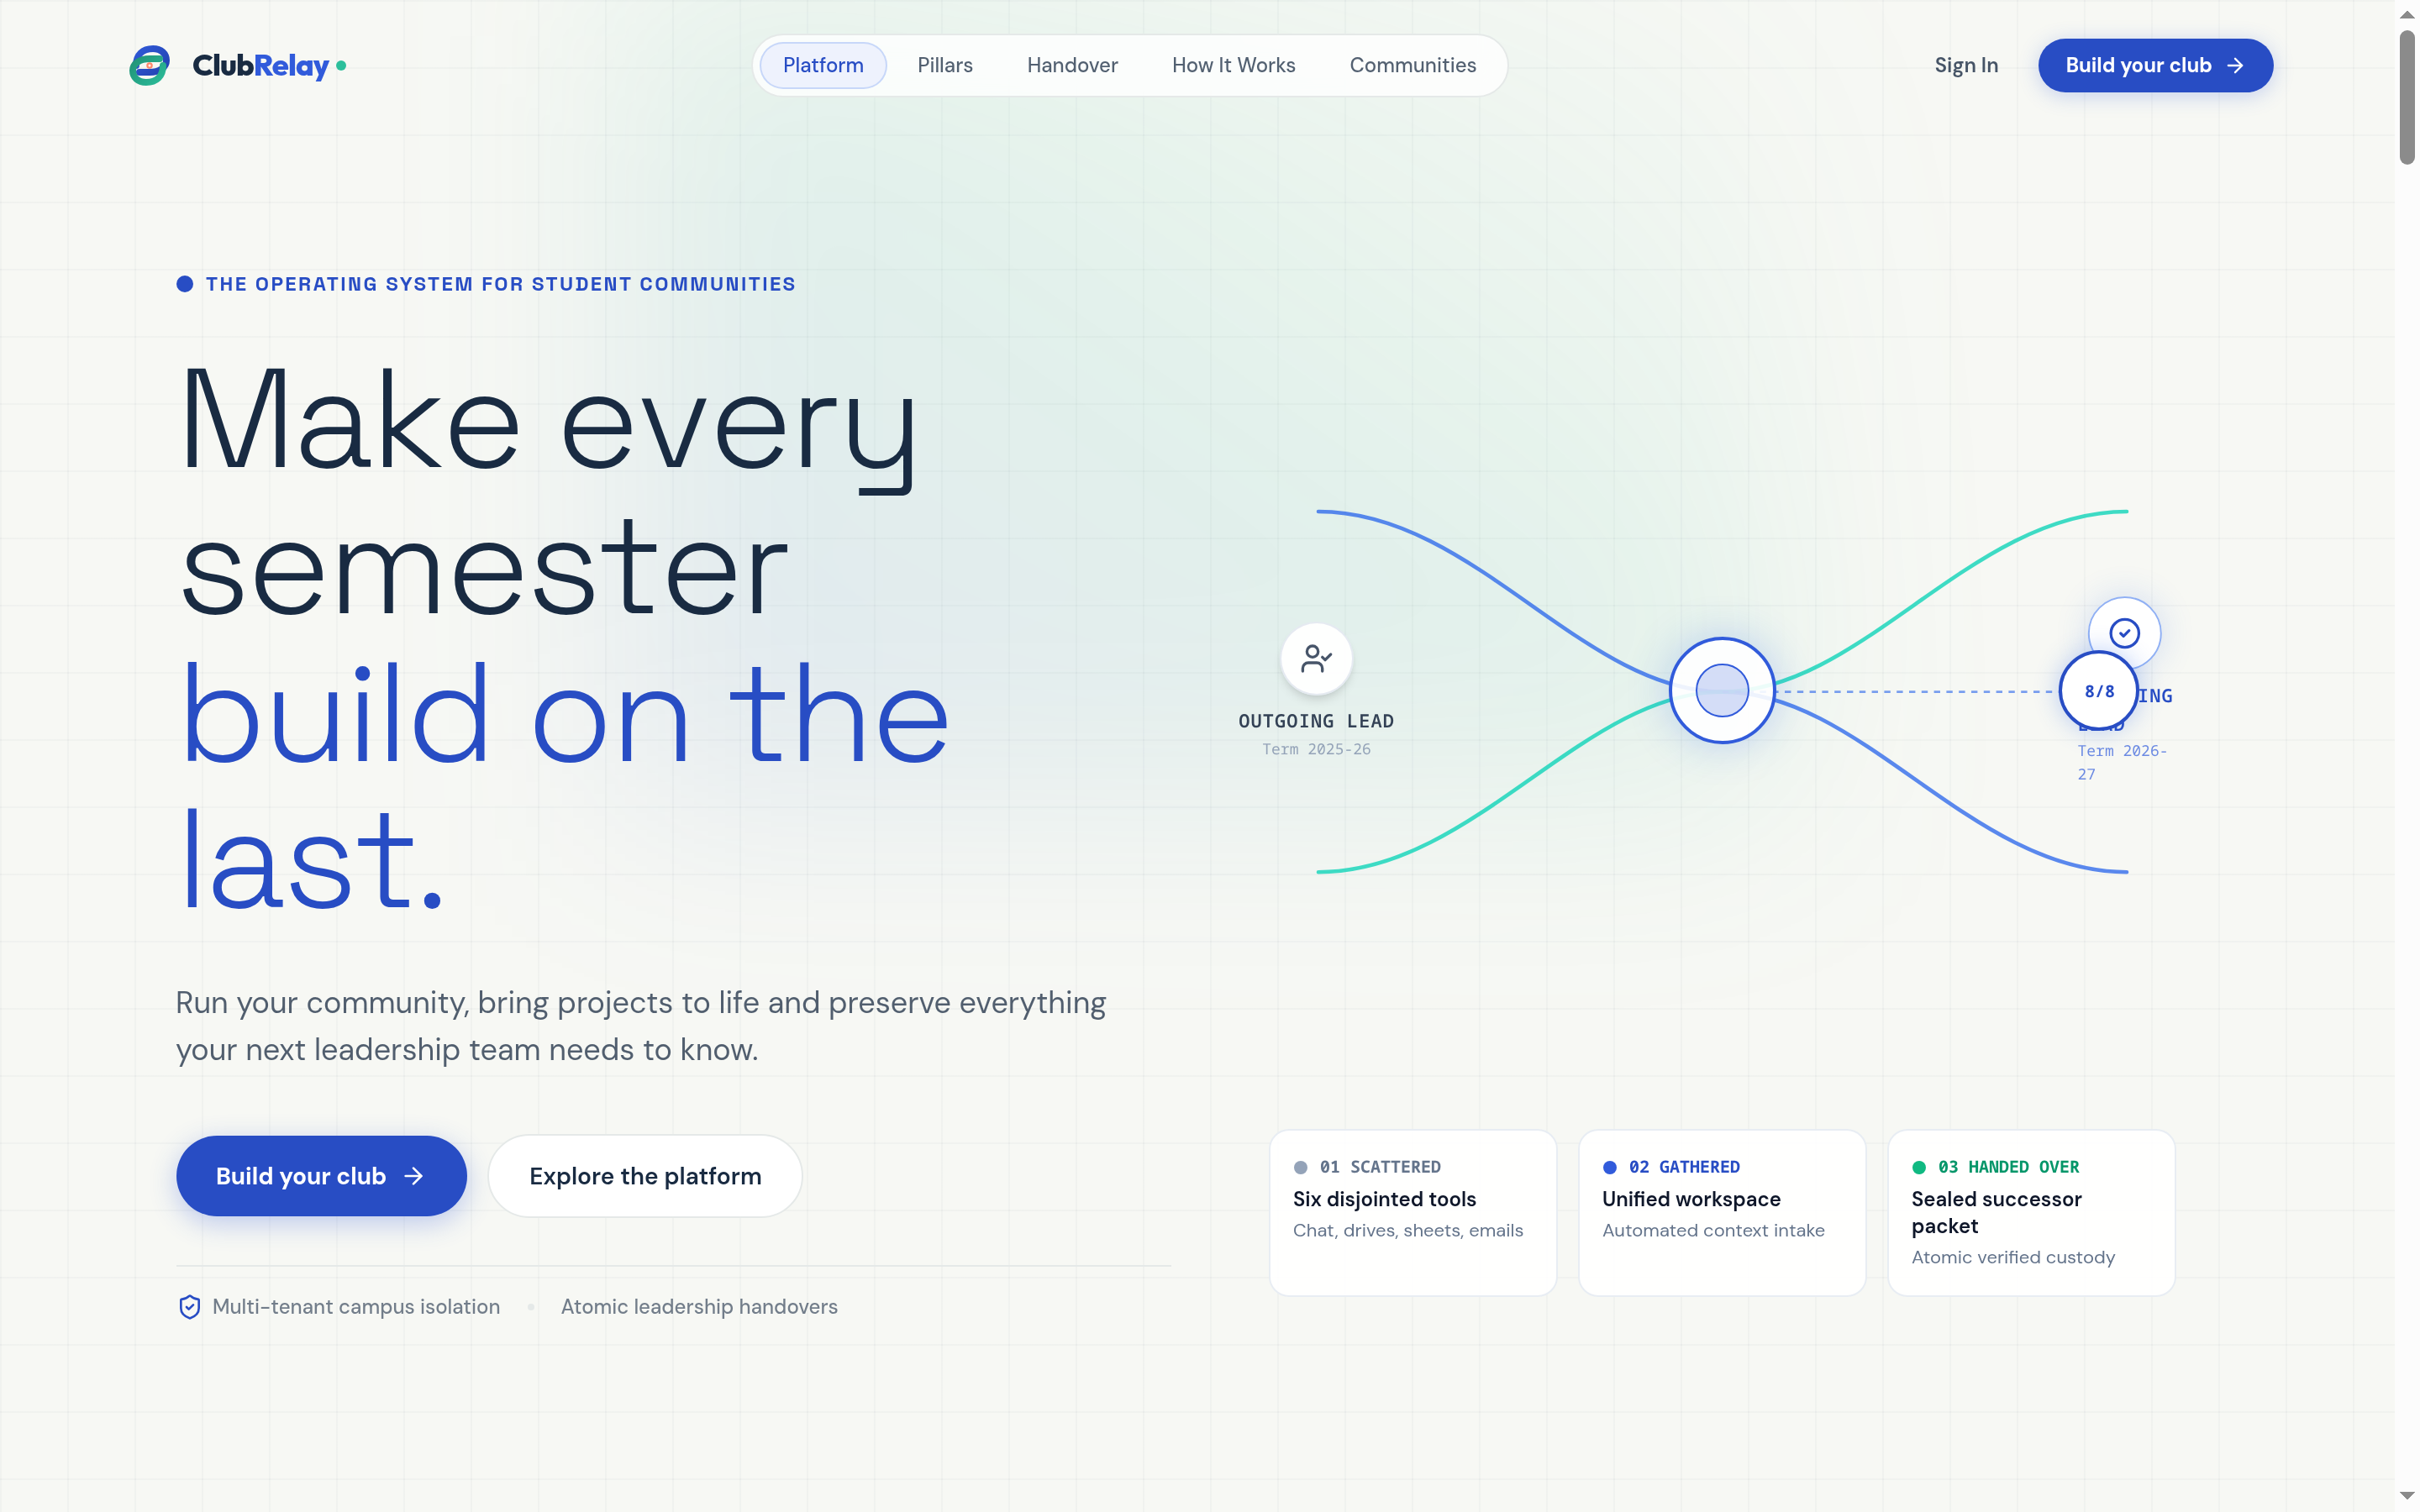 ClubRelay
Platform Pillars Handover How It Works Communities
Sign In
Build your club
THE OPERATING SYSTEM FOR STUDENT COMMUNITIES
Make every
semester
build on the
last.
Run your community, bring projects to life and preserve everything
your next leadership team needs to know.
Build your club
Explore the platform
Multi-tenant campus isolation
Atomic leadership handovers
OUTGOING LEAD
Term 2025-26
8/8
Term 2026-
27
01 SCATTERED
Six disjointed tools
Chat, drives, sheets, emails
02 GATHERED
Unified workspace
Automated context intake
03 HANDED OVER
Sealed successor
packet
Atomic verified custody